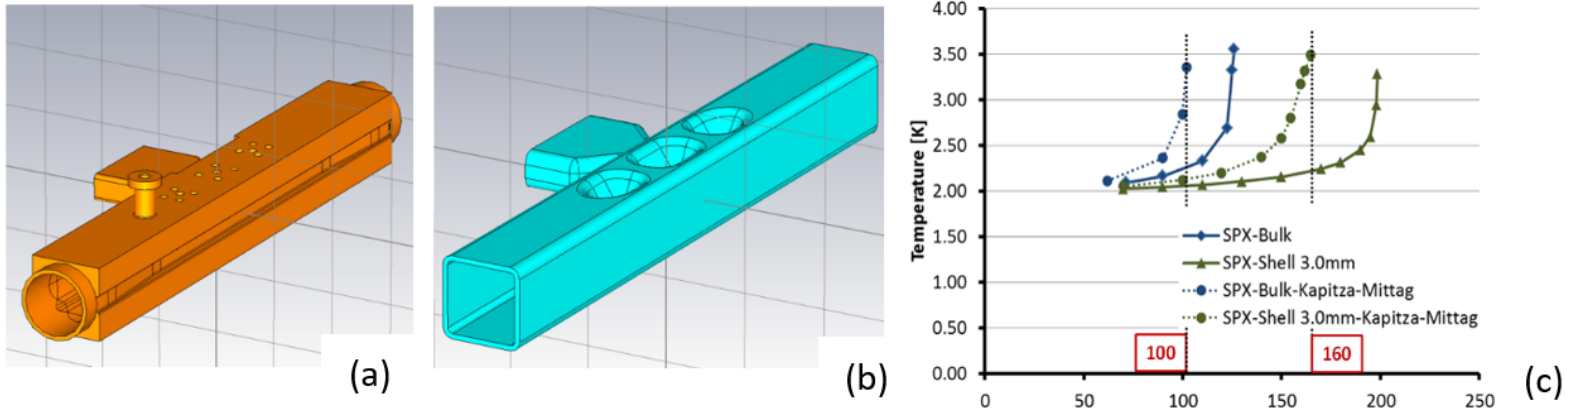 (a)
(b)
4.00
3.50
3.00
2.50
2.00
1.50
1.00
0.50
0.00
Temperature [K]
SPX-Bulk
SPX-Shell 3.0mm
SPX-Bulk-Kapitza-Mittag
SPX-Shell 3.0mm-Kapitza-Mittag
100
160
0
50
100
150
200
250
(c)